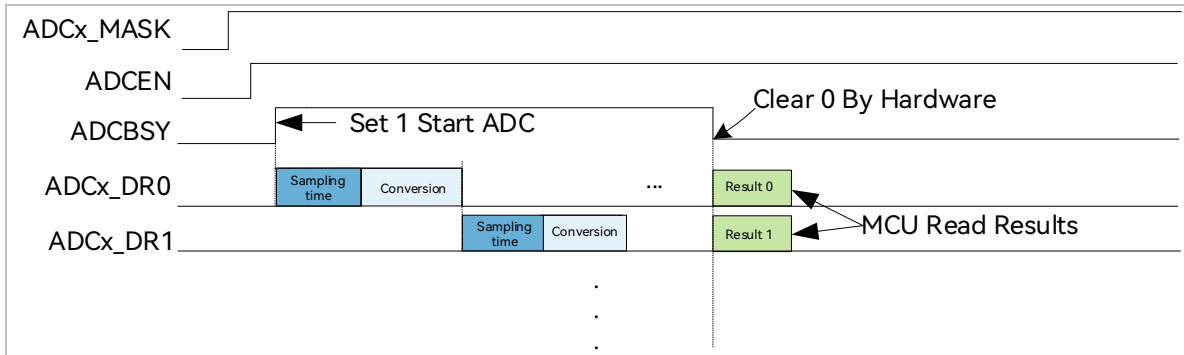 ADCx_MASK
ADCEN
Clear 0 By Hardware
ADCBSY
Set 1 Start ADC
ADCx_DR0
Sampling
time
Conversion
...
Result 0
MCU Read Results
ADCx_DR1
Sampling
time
Conversion
Result 1
.
.
.